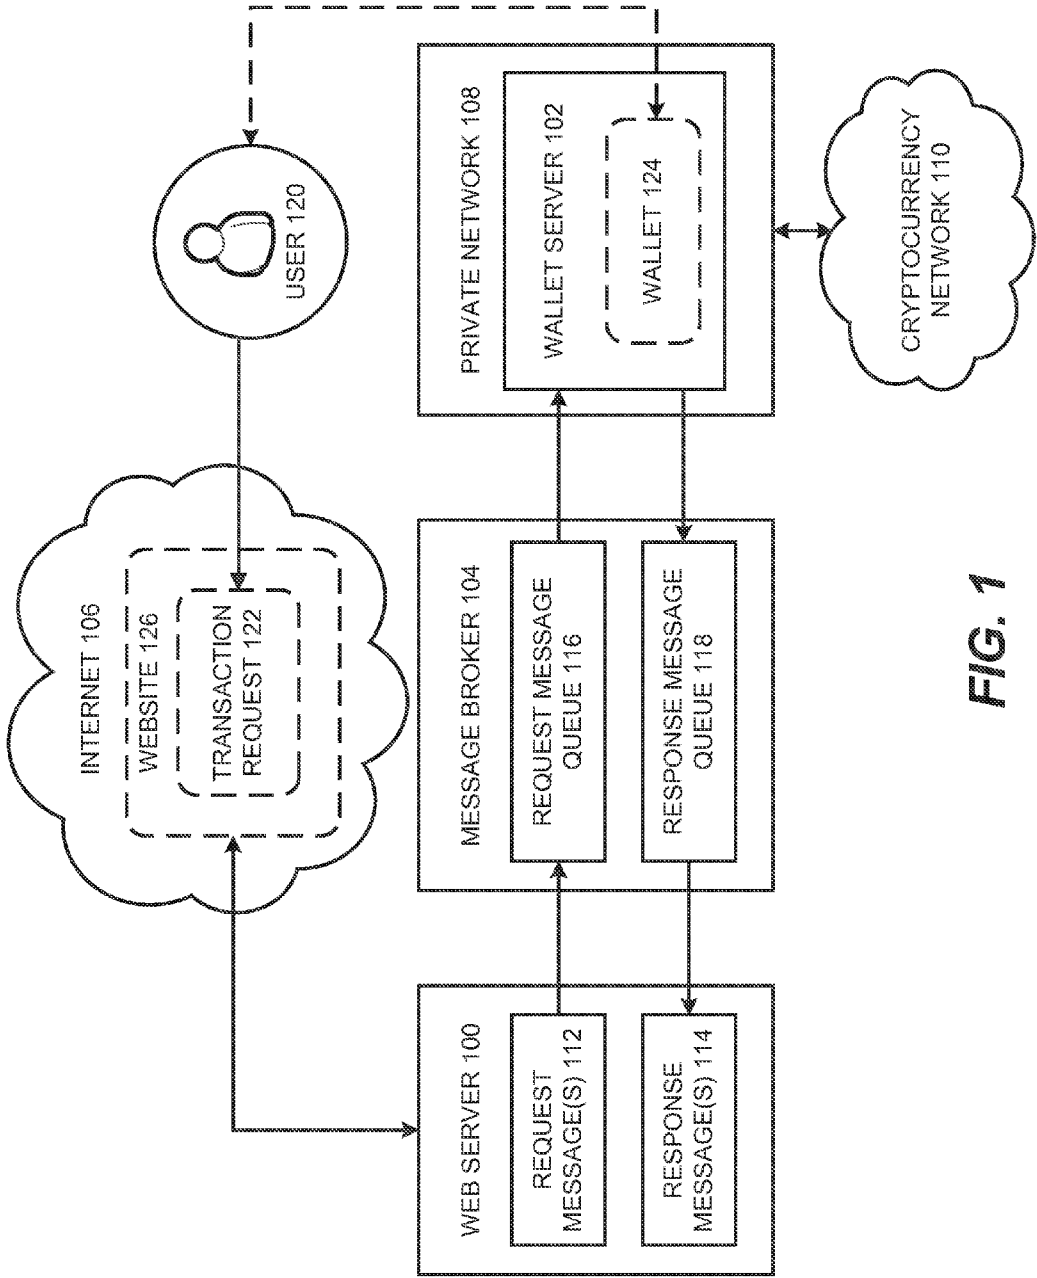 INTERNET 106
WEBSITE 126
TRANSACTION
REQUEST 122
USER 120
WEB SERVER 100
REQUEST
MESSAGE(S) 112
RESPONSE
MESSAGE(S) 114
MESSAGE BROKER 104
REQUEST MESSAGE
QUEUE 116
RESPONSE MESSAGE
QUEUE 118
PRIVATE NETWORK 108
WALLET SERVER 102
WALLET 124
CRYPTOCURRENCY
NETWORK 110
FIG. 1